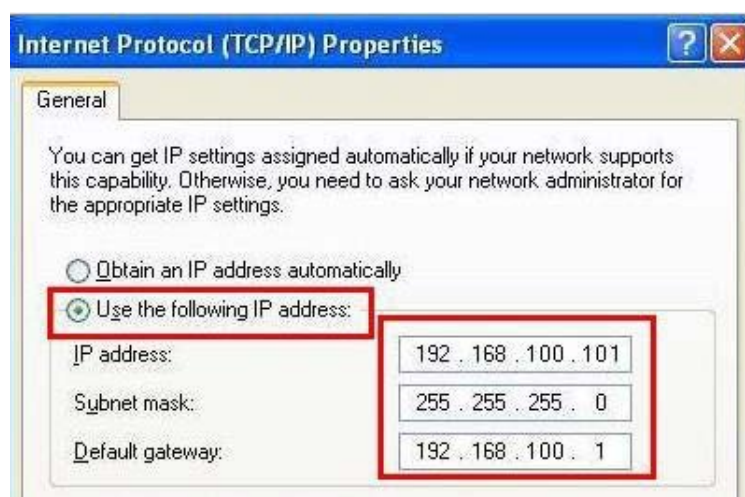 Internet Protocol (TCP/IP) Properties
General
You can get IP settings assigned automatically if your network supports
this capability. Otherwise, you need to ask your network administrator for
the appropriate IP settings.
Obtain an IP address automatically
Use the following IP address:
IP address: 192 . 168 . 100 . 101
Subnet mask: 255 . 255 . 255 . 0
Default gateway: 192 . 168 . 100 . 1